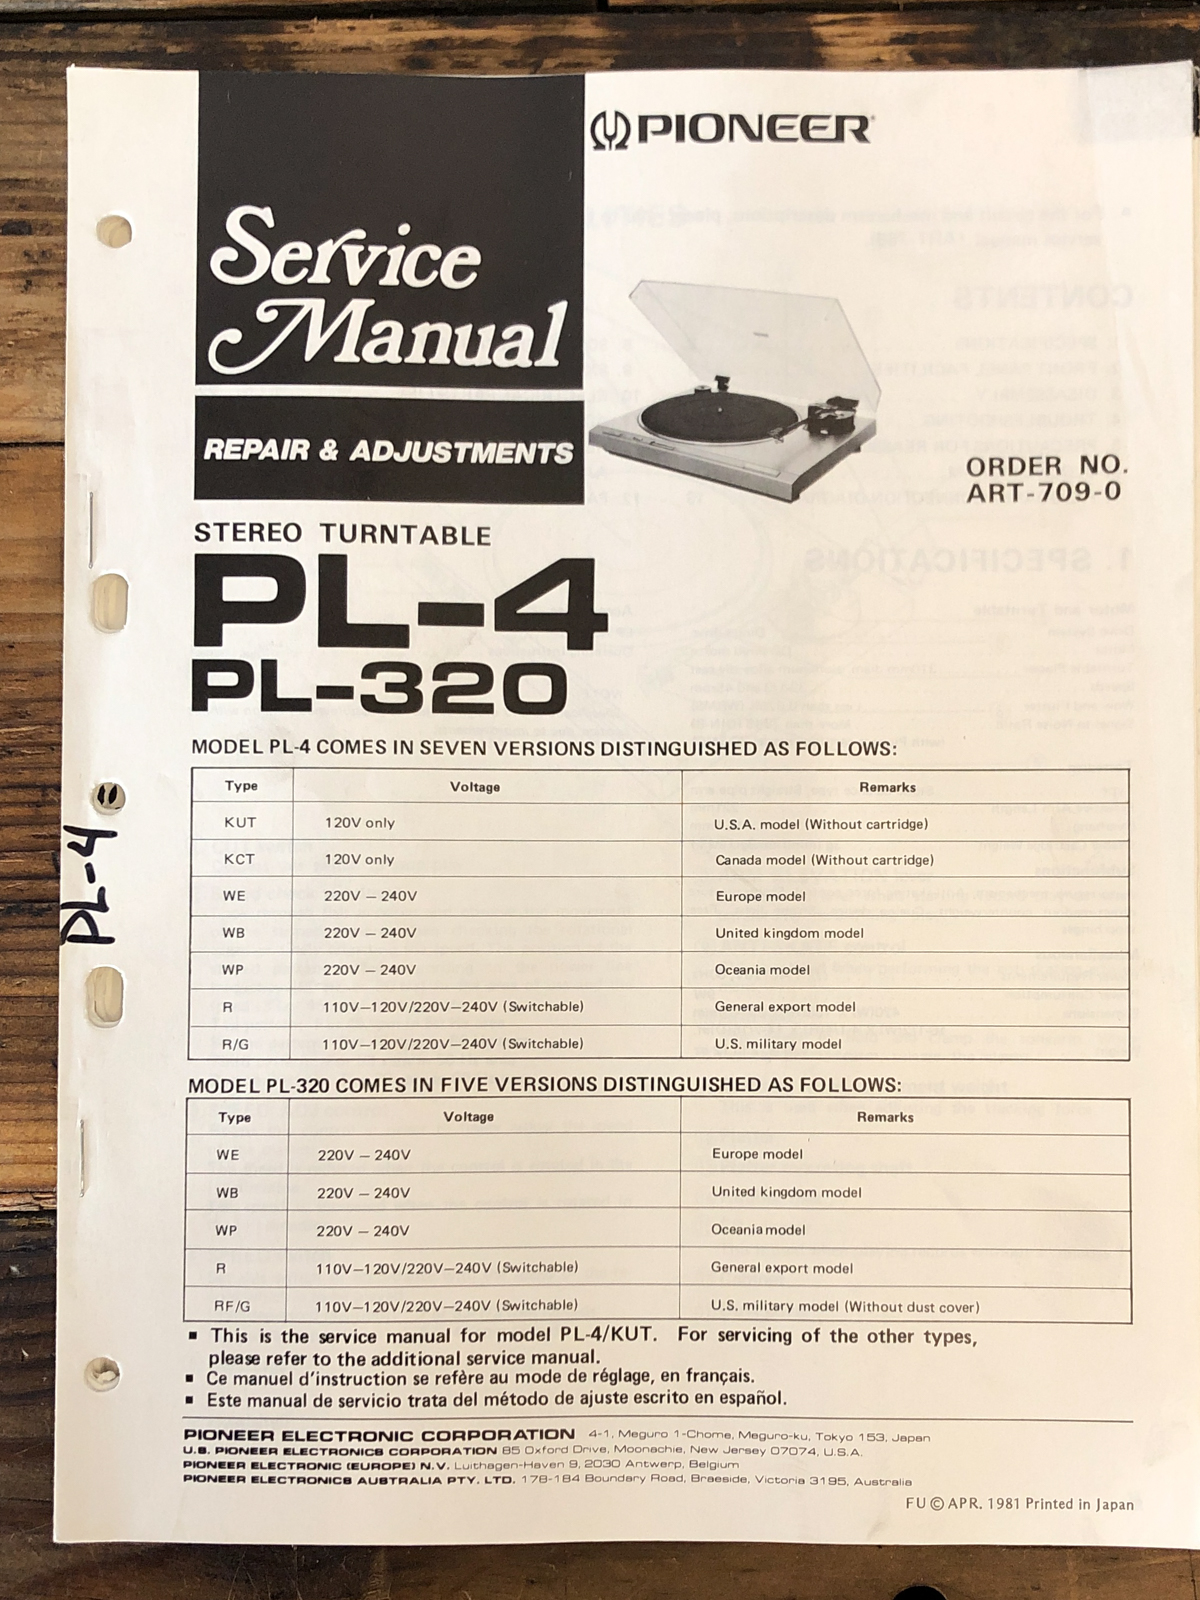 PIONEER
Service
Manual
REPAIR & ADJUSTMENTS
ORDER NO.
ART-709-0
STEREO TURNTABLE
PL-4
PL-320
MODEL PL-4 COMES IN SEVEN VERSIONS DISTINGUISHED AS FOLLOWS:
Type Voltage Remarks
KUT 120V only U.S.A. model (Without cartridge)
KCT 120V only Canada model (Without cartridge)
WE 220V – 240V Europe model
WB 220V – 240V United kingdom model
WP 220V – 240V Oceania model
R 110V–120V/220V–240V (Switchable) General export model
R/G 110V–120V/220V–240V (Switchable) U.S. military model
PL-4
MODEL PL-320 COMES IN FIVE VERSIONS DISTINGUISHED AS FOLLOWS:
Type Voltage Remarks
WE 220V – 240V Europe model
WB 220V – 240V United kingdom model
WP 220V – 240V Oceania model
R 110V–120V/220V–240V (Switchable) General export model
RF/G 110V–120V/220V–240V (Switchable) U.S. military model (Without dust cover)
▪ This is the service manual for model PL-4/KUT. For servicing of the other types,
please refer to the additional service manual.
▪ Ce manuel d'instruction se refère au mode de réglage, en français.
▪ Este manual de servicio trata del método de ajuste escrito en español.
PIONEER ELECTRONIC CORPORATION 4-1, Meguro 1-Chome, Meguro-ku, Tokyo 153, Japan
U.S. PIONEER ELECTRONICS CORPORATION 85 Oxford Drive, Moonachie, New Jersey 07074, U.S.A.
PIONEER ELECTRONIC (EUROPE) N.V. Luithagen-Haven 9, 2030 Antwerp, Belgium
PIONEER ELECTRONICS AUSTRALIA PTY. LTD. 178-184 Boundary Road, Braeside, Victoria 3195, Australia
FU © APR. 1981 Printed in Japan